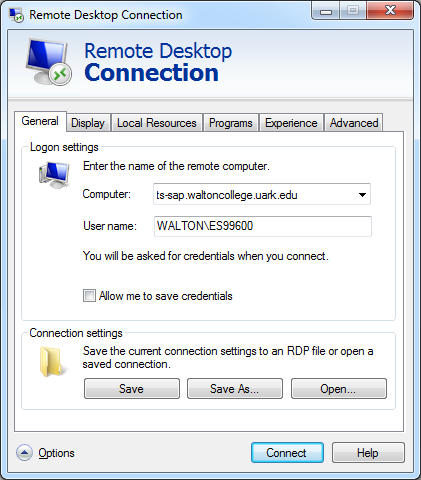 Remote Desktop Connection
Remote Desktop
Connection
General Display Local Resources Programs Experience Advanced
Logon settings
Enter the name of the remote computer.
Computer: ts-sap.waltoncollege.uark.edu
User name: WALTON\ES99600
You will be asked for credentials when you connect.
Allow me to save credentials
Connection settings
Save the current connection settings to an RDP file or open a
saved connection.
Save Save As... Open...
Options Connect Help